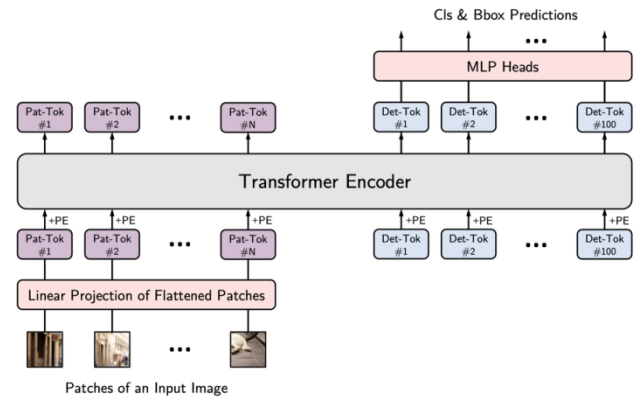 Cls & Bbox Predictions
•••
MLP Heads
Pat-Tok #1
Pat-Tok #2
•••
Pat-Tok #N
Det-Tok #1
Det-Tok #2
•••
Det-Tok #100
Transformer Encoder
+PE
+PE
+PE
+PE
+PE
+PE
Pat-Tok #1
Pat-Tok #2
•••
Pat-Tok #N
Det-Tok #1
Det-Tok #2
•••
Det-Tok #100
Linear Projection of Flattened Patches
•••
Patches of an Input Image